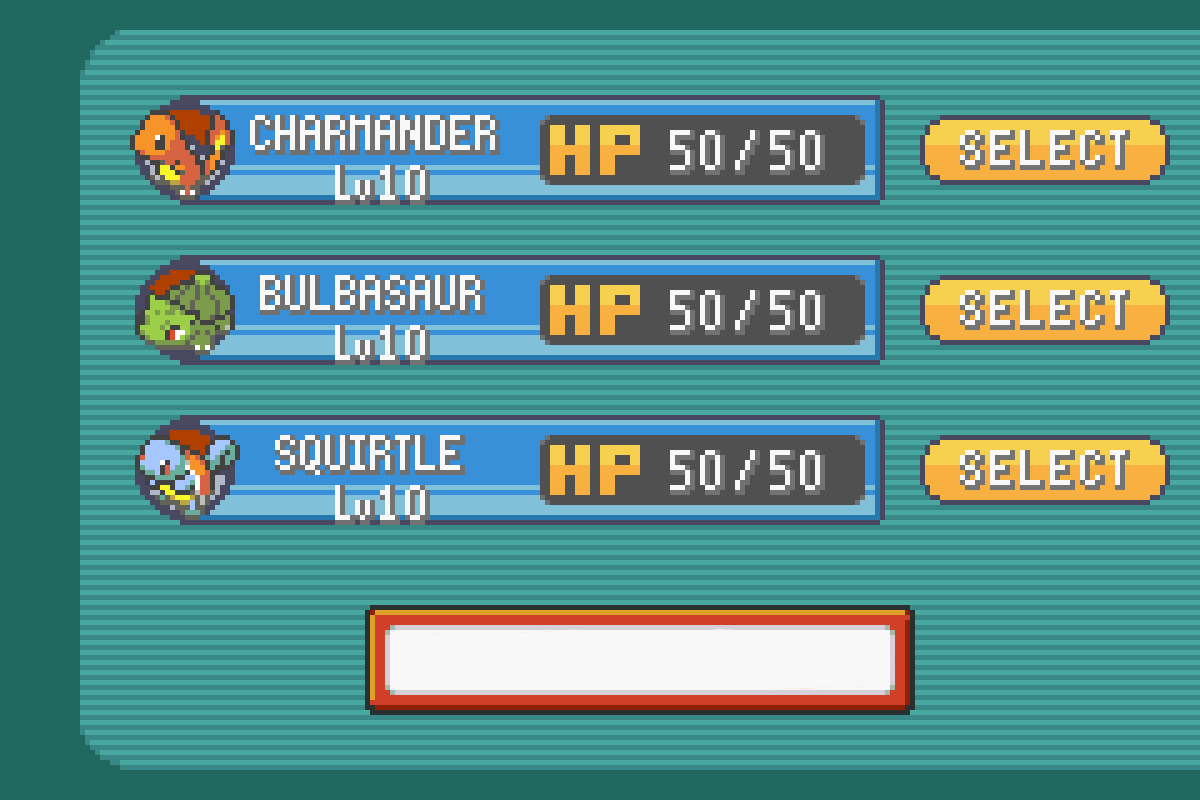 CHARMANDER
Lv10
HP 50/50
SELECT
BULBASAUR
Lv10
HP 50/50
SELECT
SQUIRTLE
Lv10
HP 50/50
SELECT